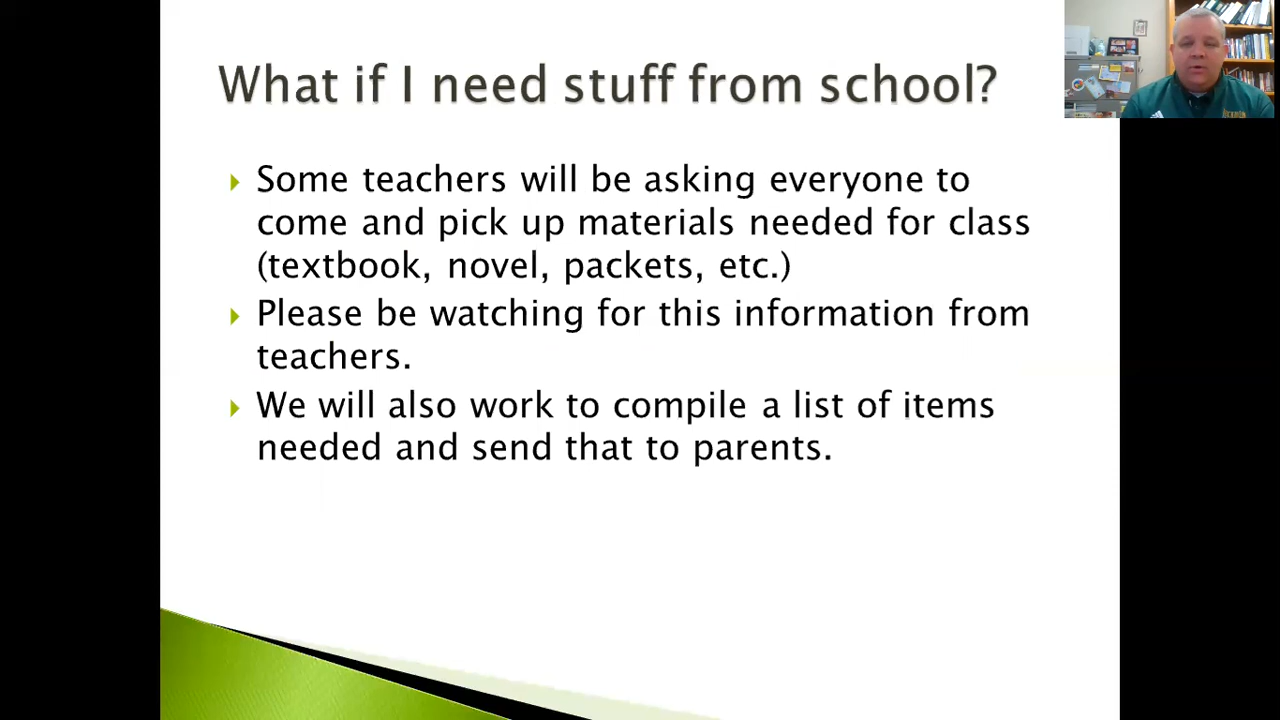 What if I need stuff from school?
Some teachers will be asking everyone to
come and pick up materials needed for class
(textbook, novel, packets, etc.)
Please be watching for this information from
teachers.
We will also work to compile a list of items
needed and send that to parents.